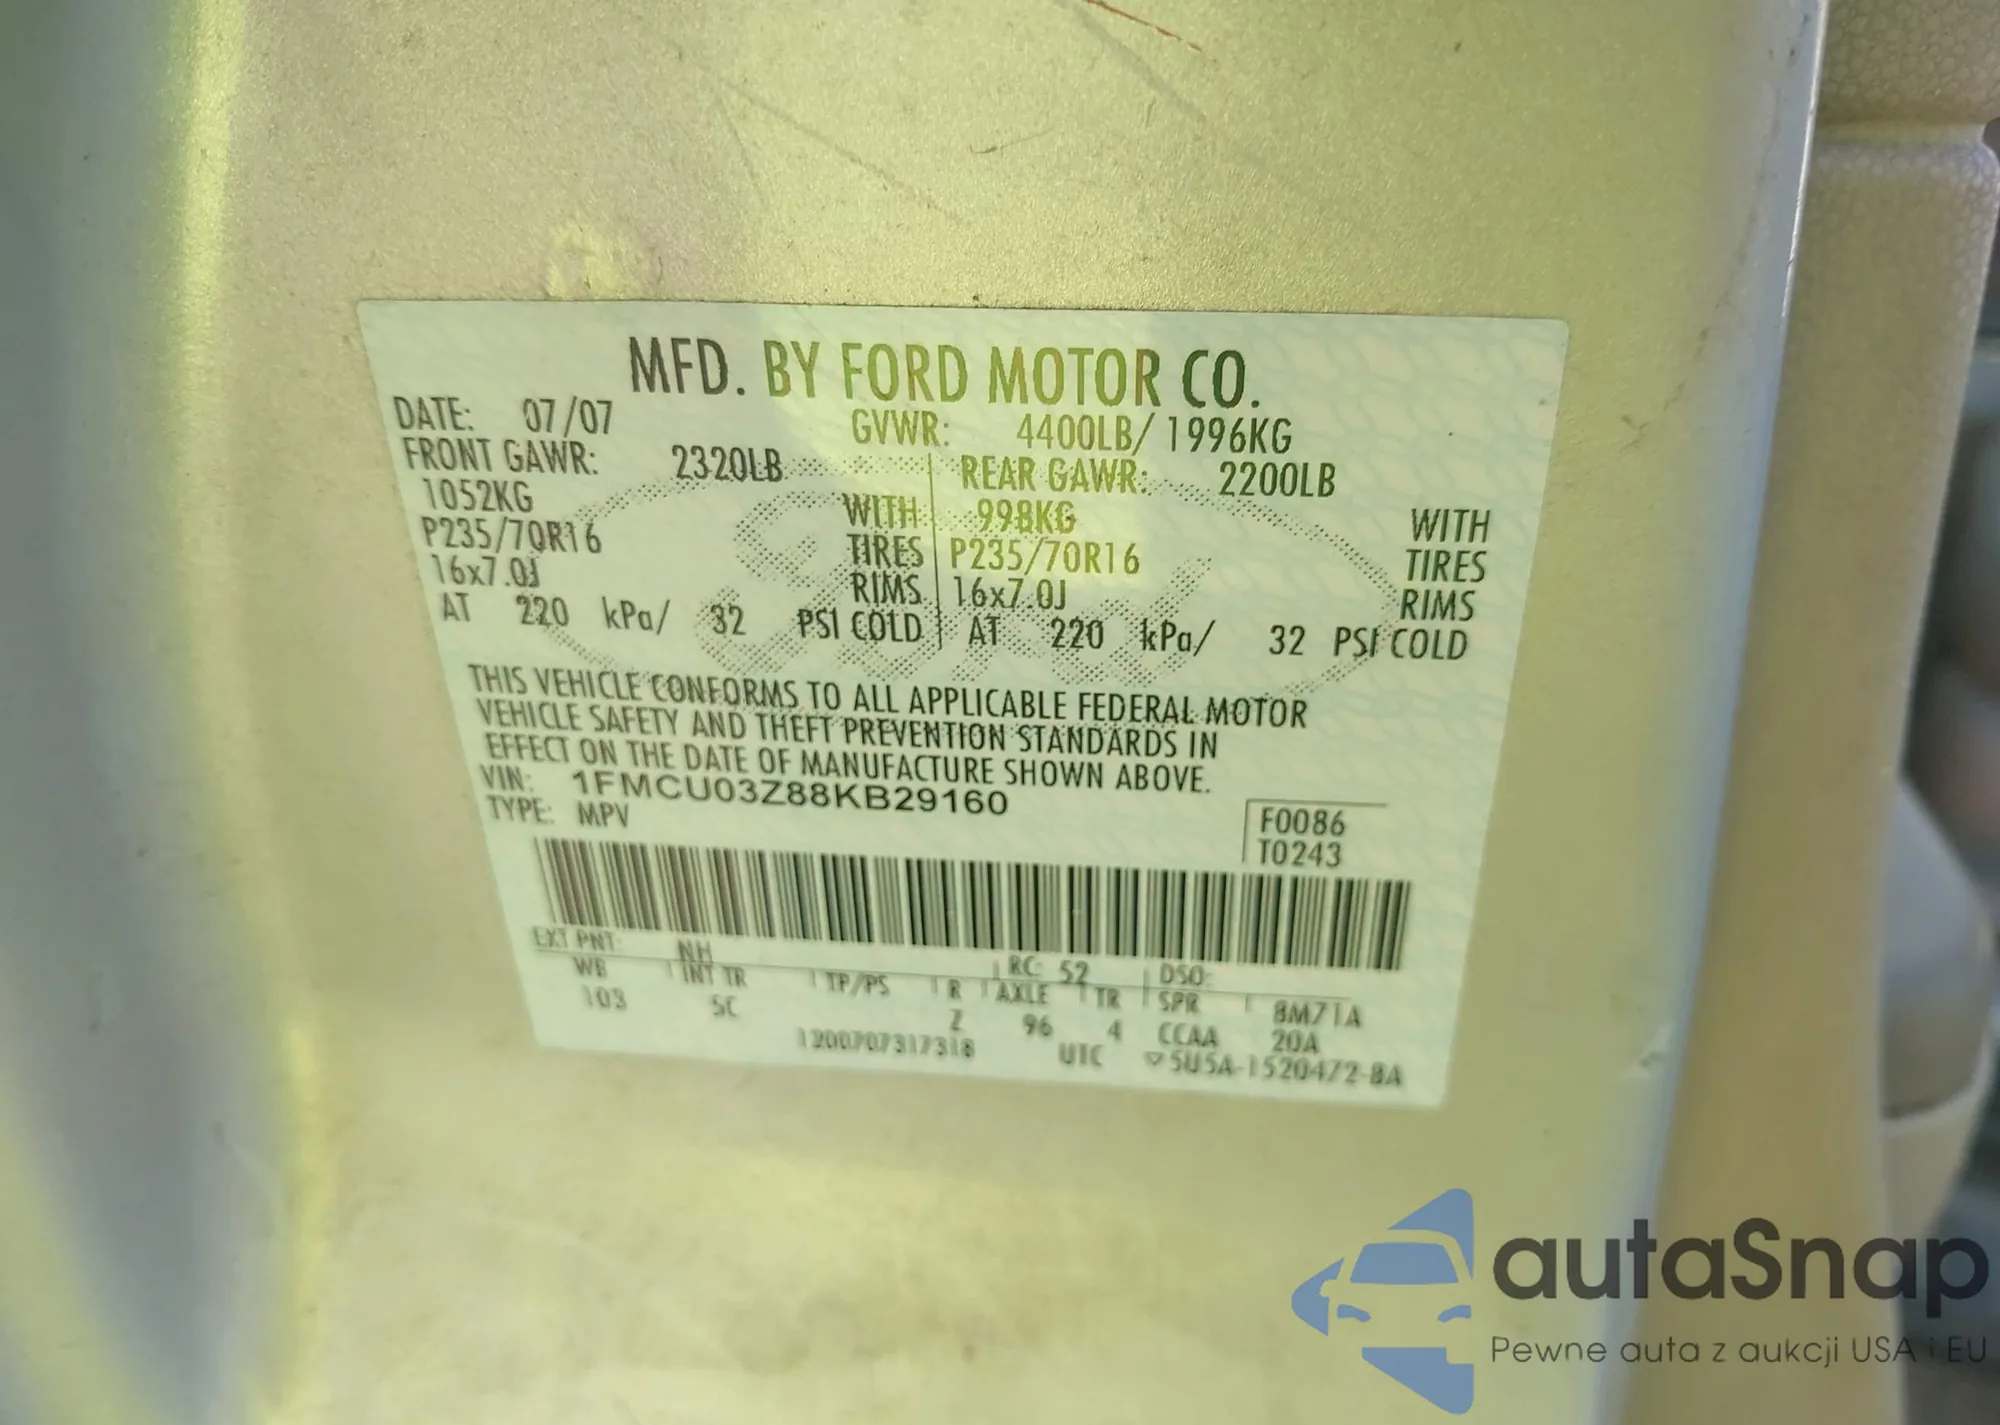 MFD. BY FORD MOTOR CO.
DATE: 07/07 GVWR: 4400LB/ 1996KG
FRONT GAWR: 2320LB REAR GAWR: 2200LB
1052KG WITH 998KG WITH
P235/70R16 TIRES P235/70R16 TIRES
16x7.0J RIMS 16x7.0J RIMS
AT 220 kPa/ 32 PSI COLD AT 220 kPa/ 32 PSI COLD
THIS VEHICLE CONFORMS TO ALL APPLICABLE FEDERAL MOTOR
VEHICLE SAFETY AND THEFT PREVENTION STANDARDS IN
EFFECT ON THE DATE OF MANUFACTURE SHOWN ABOVE.
VIN: 1FMCU03Z88KB29160
TYPE: MPV
F0086
T0243
EXT PNT: NH RC: 52 DSO:
WB INT TR TP/PS R AXLE TR SPR 8M71A
103 5C Z 96 4 CCAA 20A
1200707317318 UTC ▽5U5A-1520472-BA
autaSnap
Pewne auta z aukcji USA i EU